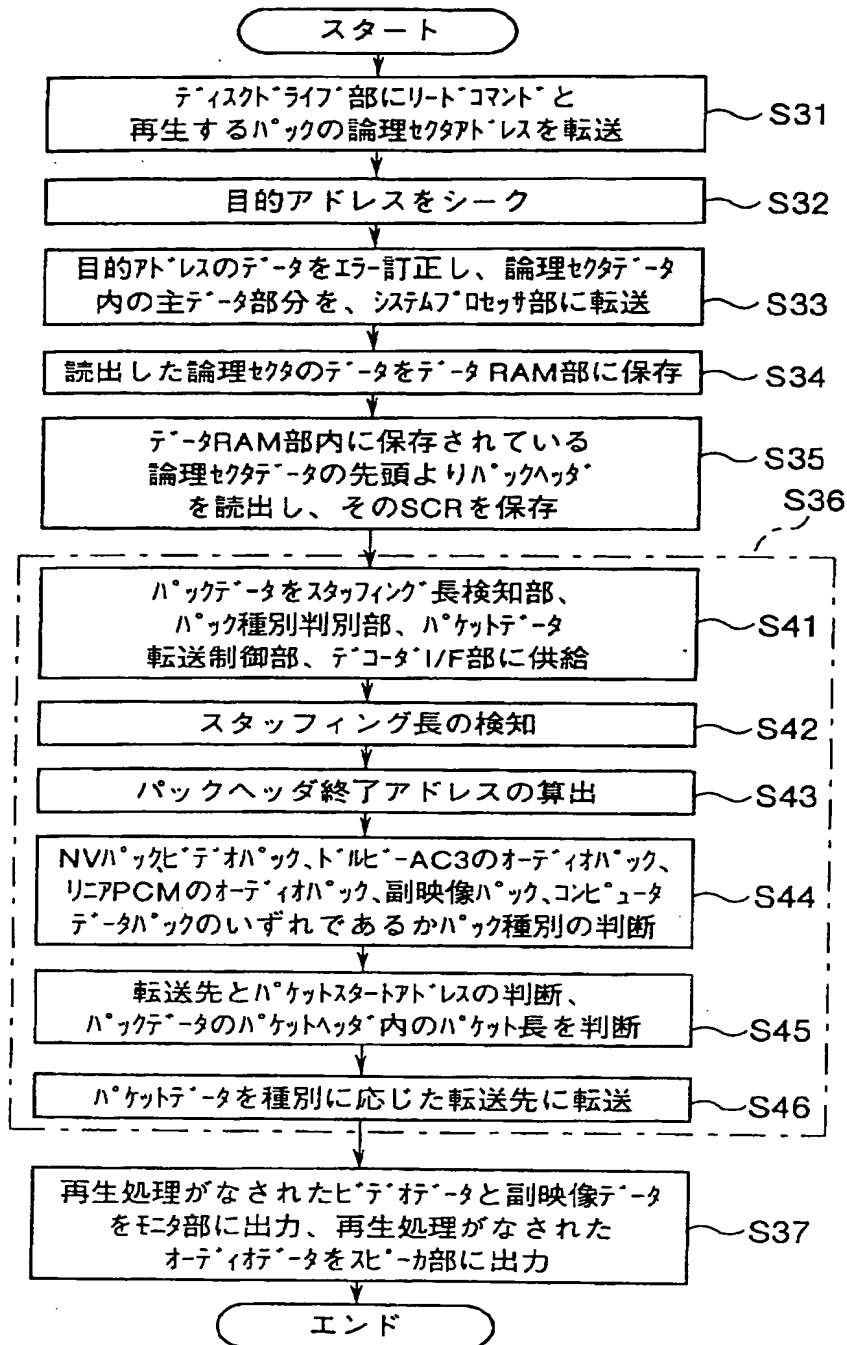 スタート
ディスクドライブ部にリードコマンドと
再生するパックの論理セクタアドレスを転送
S31
目的アドレスをシーク
S32
目的アドレスのデータをエラー訂正し、論理セクタデータ
内の主データ部分を、システムプロセッサ部に転送
S33
読出した論理セクタのデータをデータRAM部に保存
S34
データRAM部内に保存されている
論理セクタデータの先頭よりパックヘッダ
を読出し、そのSCRを保存
S35
S36
パックデータをスタッフィング長検知部、
パック種別判別部、パケットデータ
転送制御部、デコーダI/F部に供給
S41
スタッフィング長の検知
S42
パックヘッダ終了アドレスの算出
S43
NVパック、ビデオパック、ドルビーAC3のオーディオパック、
リニアPCMのオーディオパック、副映像パック、コンピュータ
データパックのいずれであるかパック種別の判断
S44
転送先とパケットスタートアドレスの判断、
パックデータのパケットヘッダ内のパケット長を判断
S45
パケットデータを種別に応じた転送先に転送
S46
再生処理がなされたビデオデータと副映像データ
をモニタ部に出力、再生処理がなされた
オーディオデータをスピーカ部に出力
S37
エンド